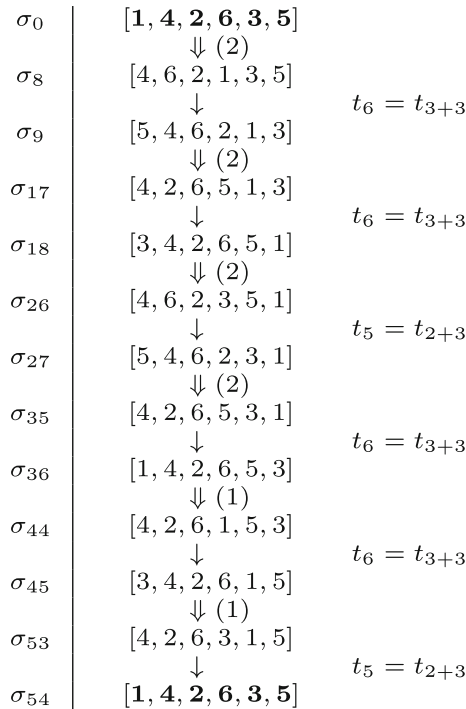 σ₀ [1, 4, 2, 6, 3, 5]
⇓ (2)
σ₈ [4, 6, 2, 1, 3, 5]
↓ t₆ = t₃₊₃
σ₉ [5, 4, 6, 2, 1, 3]
⇓ (2)
σ₁₇ [4, 2, 6, 5, 1, 3]
↓ t₆ = t₃₊₃
σ₁₈ [3, 4, 2, 6, 5, 1]
⇓ (2)
σ₂₆ [4, 6, 2, 3, 5, 1]
↓ t₅ = t₂₊₃
σ₂₇ [5, 4, 6, 2, 3, 1]
⇓ (2)
σ₃₅ [4, 2, 6, 5, 3, 1]
↓ t₆ = t₃₊₃
σ₃₆ [1, 4, 2, 6, 5, 3]
⇓ (1)
σ₄₄ [4, 2, 6, 1, 5, 3]
↓ t₆ = t₃₊₃
σ₄₅ [3, 4, 2, 6, 1, 5]
⇓ (1)
σ₅₃ [4, 2, 6, 3, 1, 5]
↓ t₅ = t₂₊₃
σ₅₄ [1, 4, 2, 6, 3, 5]